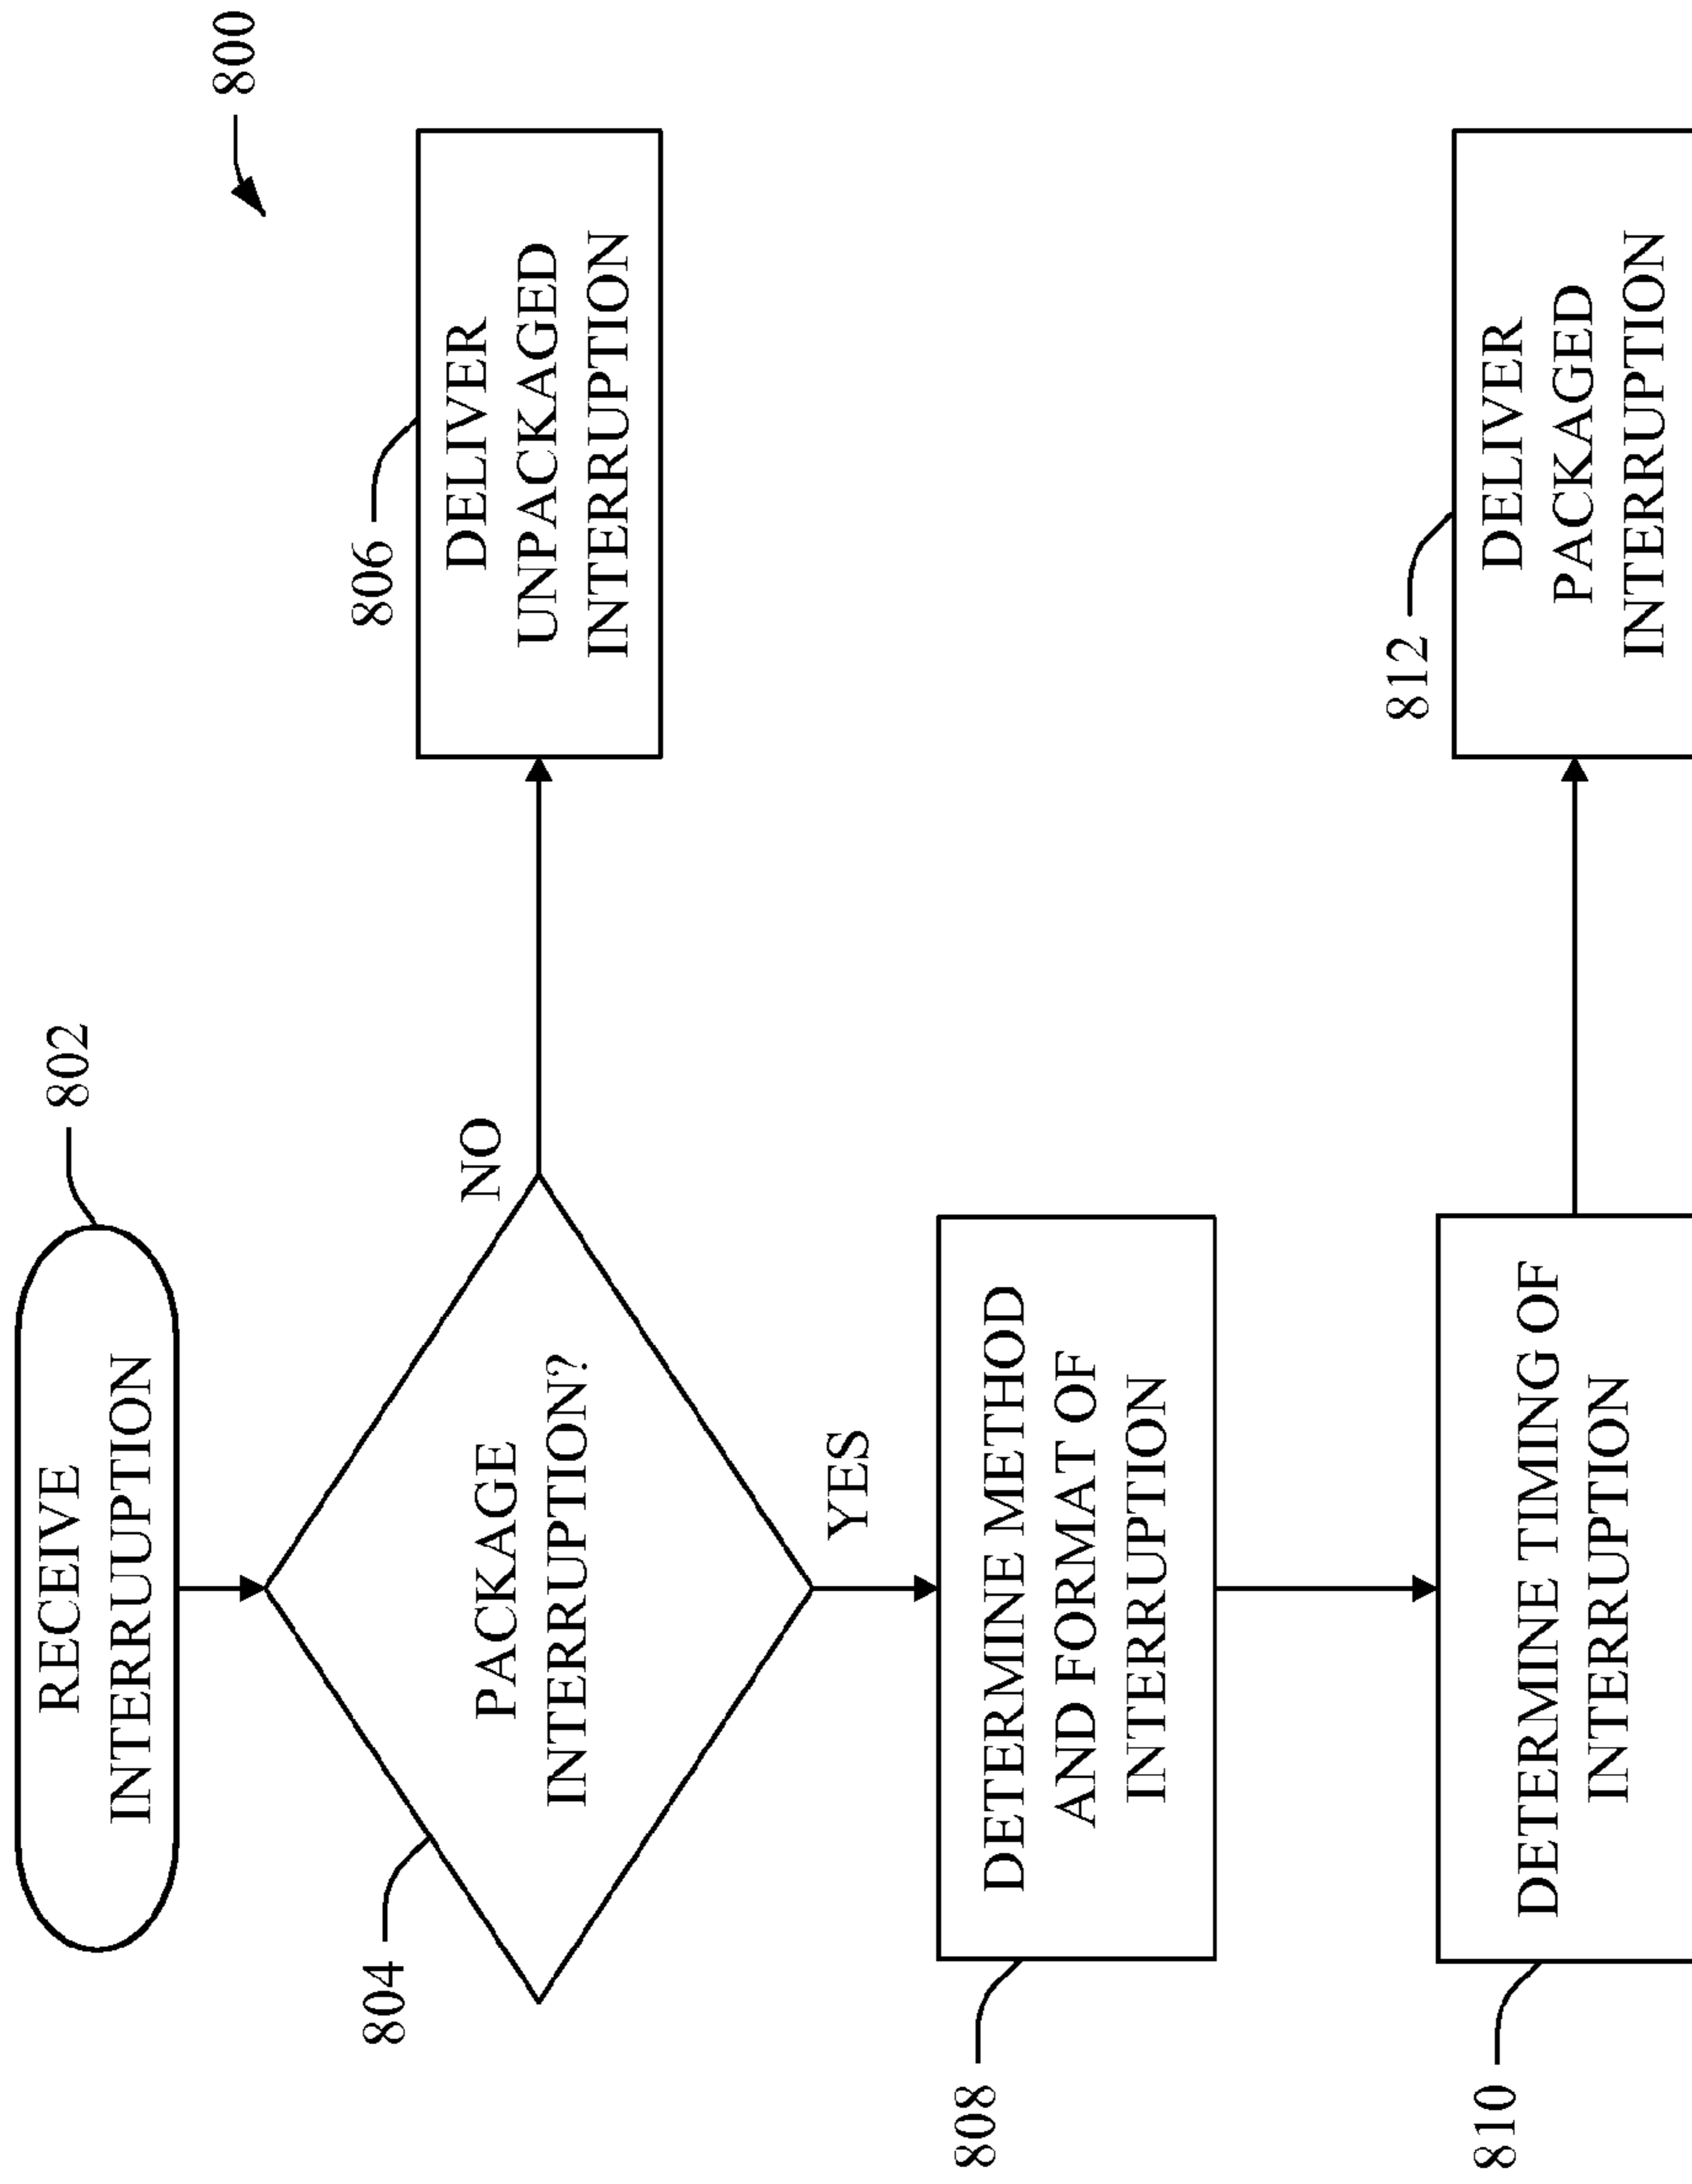 800
802
RECEIVE
INTERRUUPTION
804
PACKAGE
INTERRUPTION?
NO
806
DELIVER
UNPACKAGED
INTERRUPTION
YES
808
DETERMINE METHOD
AND FORMAT OF
INTERRUPTION
810
DETERMINE TIMING OF
INTERRUPTION
812
DELIVER
PACKAGED
INTERRUPTION